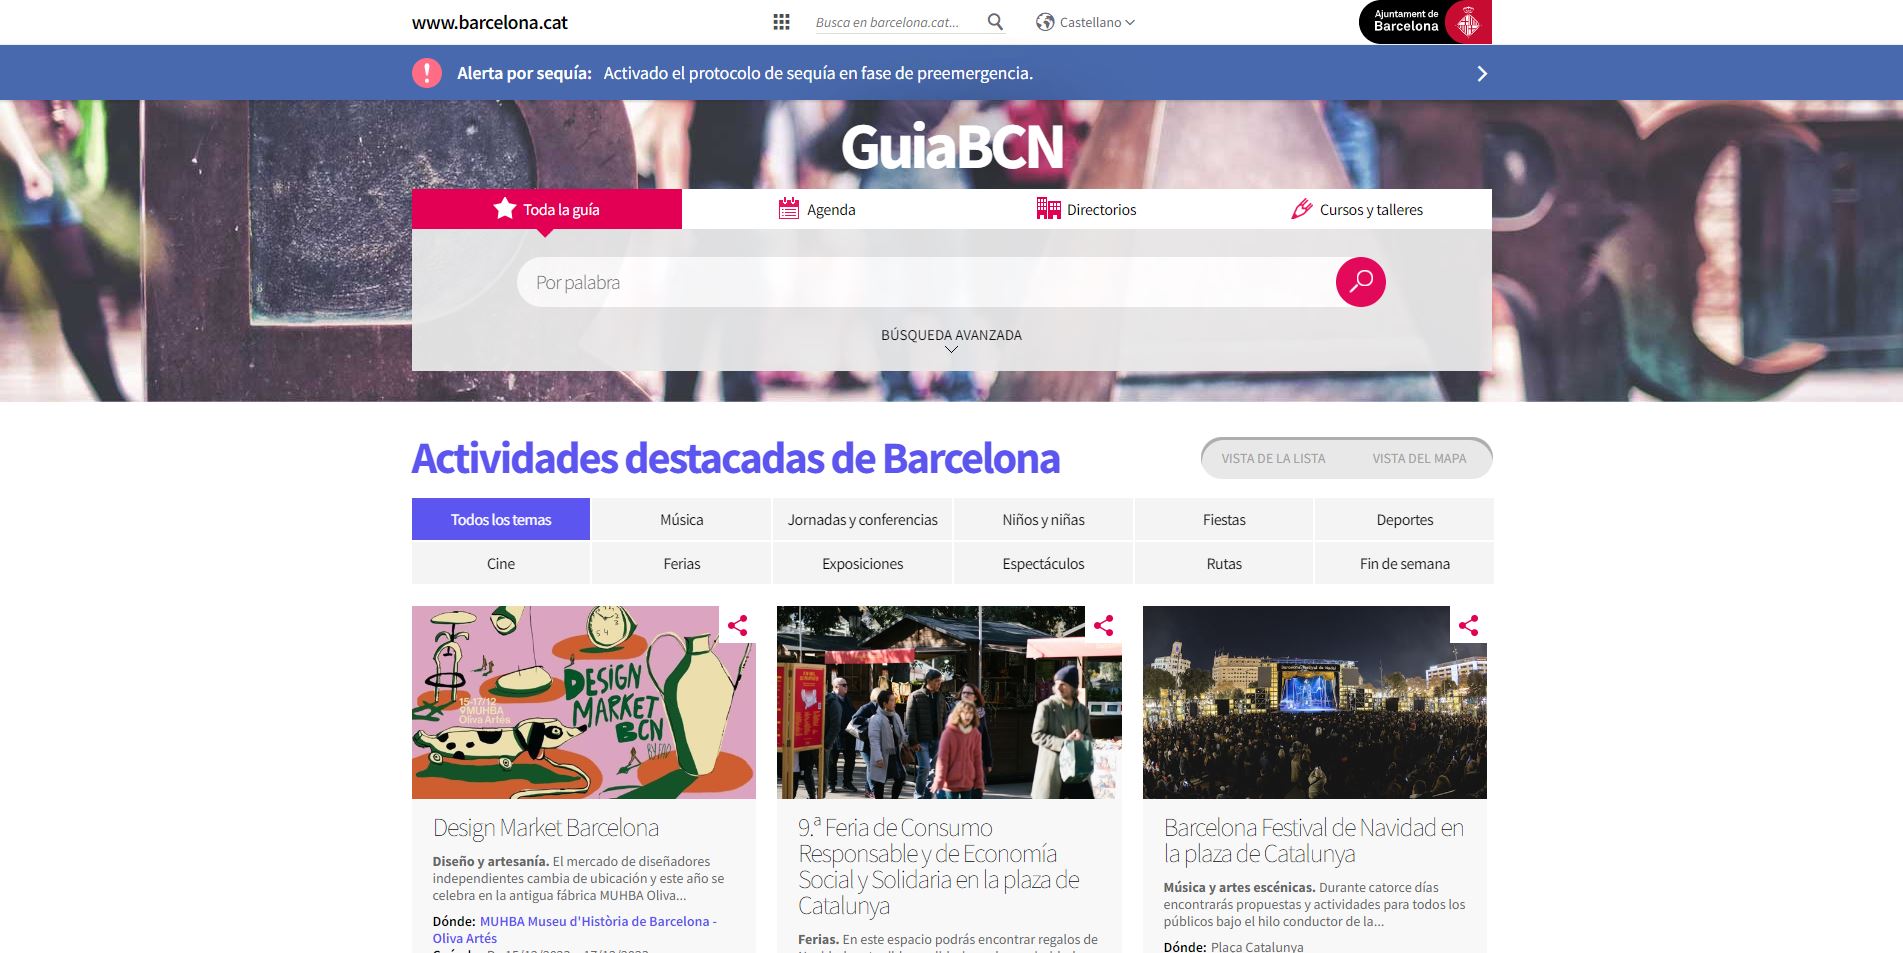 www.barcelona.cat
Busca en barcelona.cat...
Castellano
Ajuntament de
Barcelona
Alerta por sequía: Activado el protocolo de sequía en fase de preemergencia.
GuiaBCN
Toda la guía
Agenda
Directorios
Cursos y talleres
Por palabra
BÚSQUEDA AVANZADA
Actividades destacadas de Barcelona
VISTA DE LA LISTA
VISTA DEL MAPA
Todos los temas
Música
Jornadas y conferencias
Niños y niñas
Fiestas
Deportes
Cine
Ferias
Exposiciones
Espectáculos
Rutas
Fin de semana
DESIGN
MARKET
BCN
BY FAD
15-17/12
MUHBA
Oliva Artés
Barcelona Festival de Nadal
Design Market Barcelona
Diseño y artesanía. El mercado de diseñadores
independientes cambia de ubicación y este año se
celebra en la antigua fábrica MUHBA Oliva...
Dónde: MUHBA Museu d'Història de Barcelona -
Oliva Artés
9.ª Feria de Consumo
Responsable y de Economía
Social y Solidaria en la plaza de
Catalunya
Ferias. En este espacio podrás encontrar regalos de
Barcelona Festival de Navidad en
la plaza de Catalunya
Música y artes escénicas. Durante catorce días
encontrarás propuestas y actividades para todos los
públicos bajo el hilo conductor de la...
Dónde: Plaça Catalunya